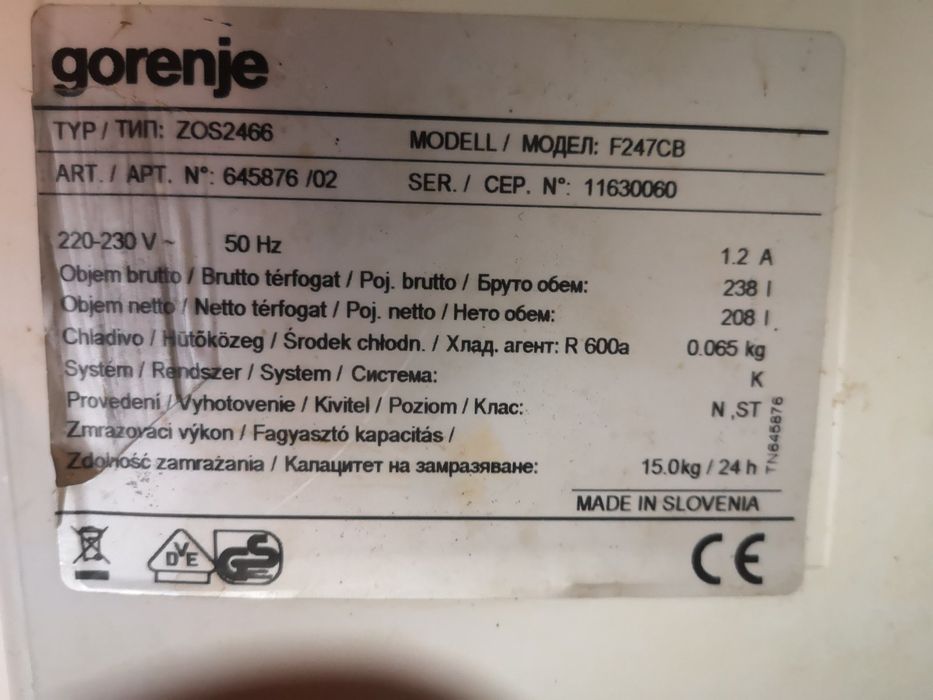 gorenje
TYP / ТИП: ZOS2466 MODELL / МОДЕЛ: F247CB
ART. / АРТ. N°: 645876 /02 SER. / СЕР. N°: 11630060
220-230 V ~ 50 Hz 1.2 A
Objem brutto / Brutto térfogat / Poj. brutto / Бруто обем: 238 l
Objem netto / Netto térfogat / Poj. netto / Нето обем: 208 l
Chladivo / Hűtőközeg / Środek chłodn. / Хлад. агент: R 600a 0.065 kg
Systém / Rendszer / System / Система: K
Provedení / Vyhotovenie / Kivitel / Poziom / Клас: N ,ST
Zmrazovací výkon / Fagyasztó kapacitás /
Zdolność zamrażania / Капацитет на замразяване: 15.0kg / 24 h
TN645876
MADE IN SLOVENIA
DVE GS CE